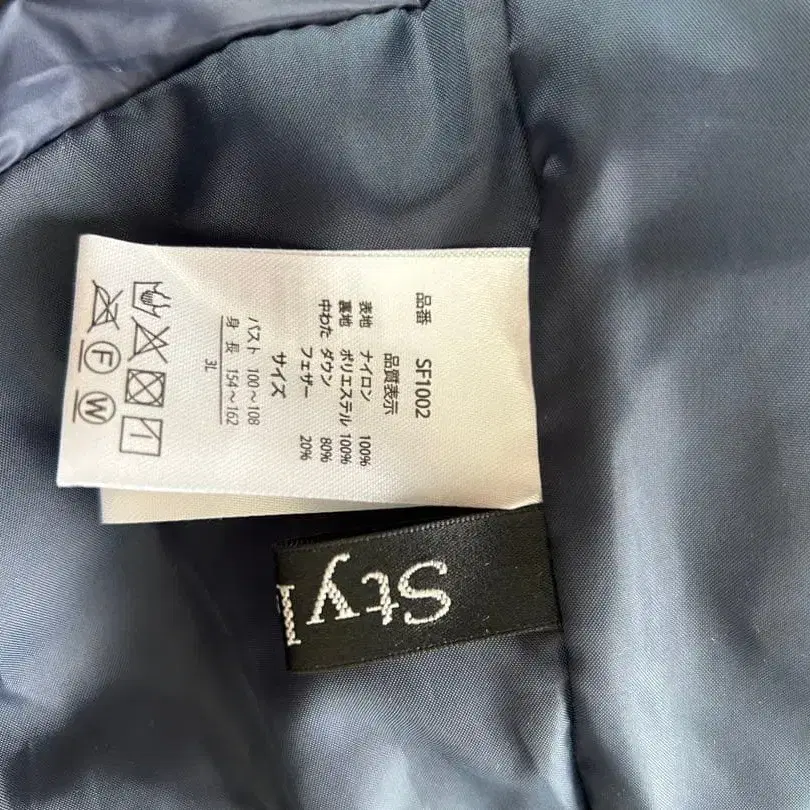 品番 SF1002
品質表示
表地 ナイロン 100%
裏地 ポリエステル 100%
中わた ダウン 80%
フェザー 20%
サイズ
バスト 100～108
身長 154～162
3L
F
W
Sty